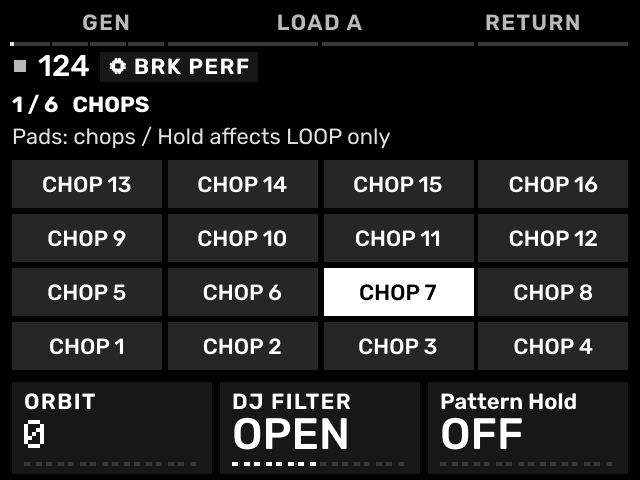 GEN LOAD A RETURN
124 BRK PERF
1 / 6 CHOPS
Pads: chops / Hold affects LOOP only
CHOP 13 CHOP 14 CHOP 15 CHOP 16
CHOP 9 CHOP 10 CHOP 11 CHOP 12
CHOP 5 CHOP 6 CHOP 7 CHOP 8
CHOP 1 CHOP 2 CHOP 3 CHOP 4
ORBIT DJ FILTER Pattern Hold
0 OPEN OFF